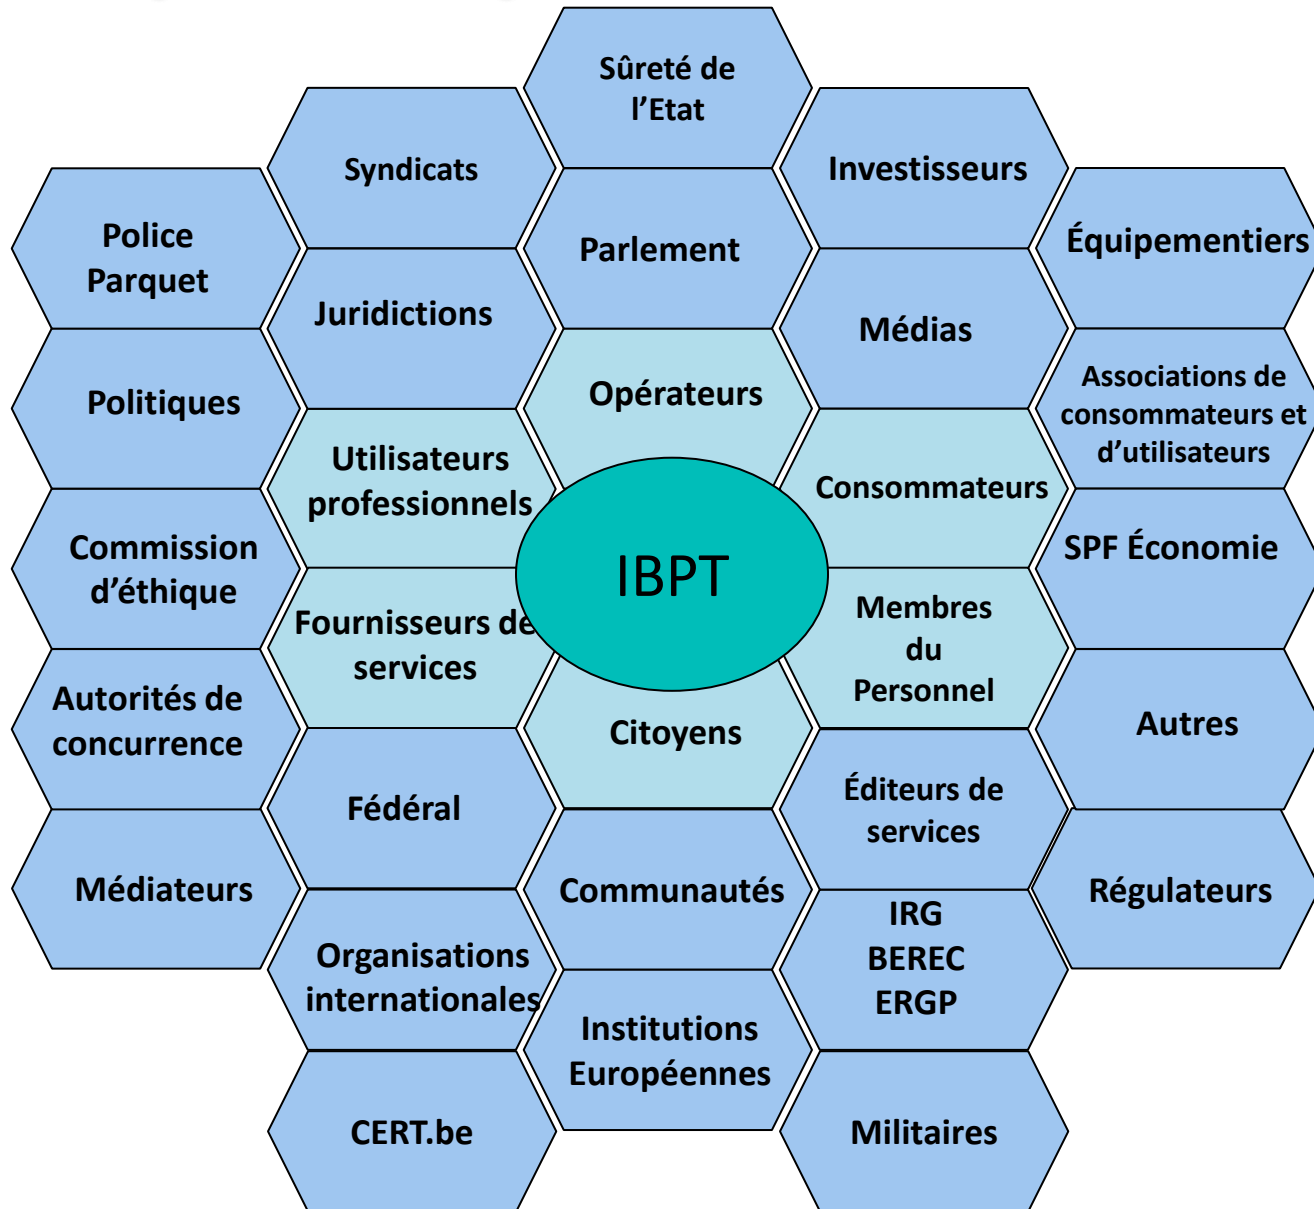 Sûreté de
l’Etat
Syndicats
Investisseurs
Police
Parquet
Parlement
Équipementiers
Juridictions
Médias
Politiques
Opérateurs
Associations de
consommateurs et
d’utilisateurs
Utilisateurs
professionnels
Consommateurs
Commission
d’éthique
IBPT
SPF Économie
Fournisseurs de
services
Membres
du
Personnel
Autorités de
concurrence
Citoyens
Autres
Fédéral
Éditeurs de
services
Médiateurs
Communautés
Régulateurs
Organisations
internationales
IRG
BEREC
ERGP
Institutions
Européennes
CERT.be
Militaires